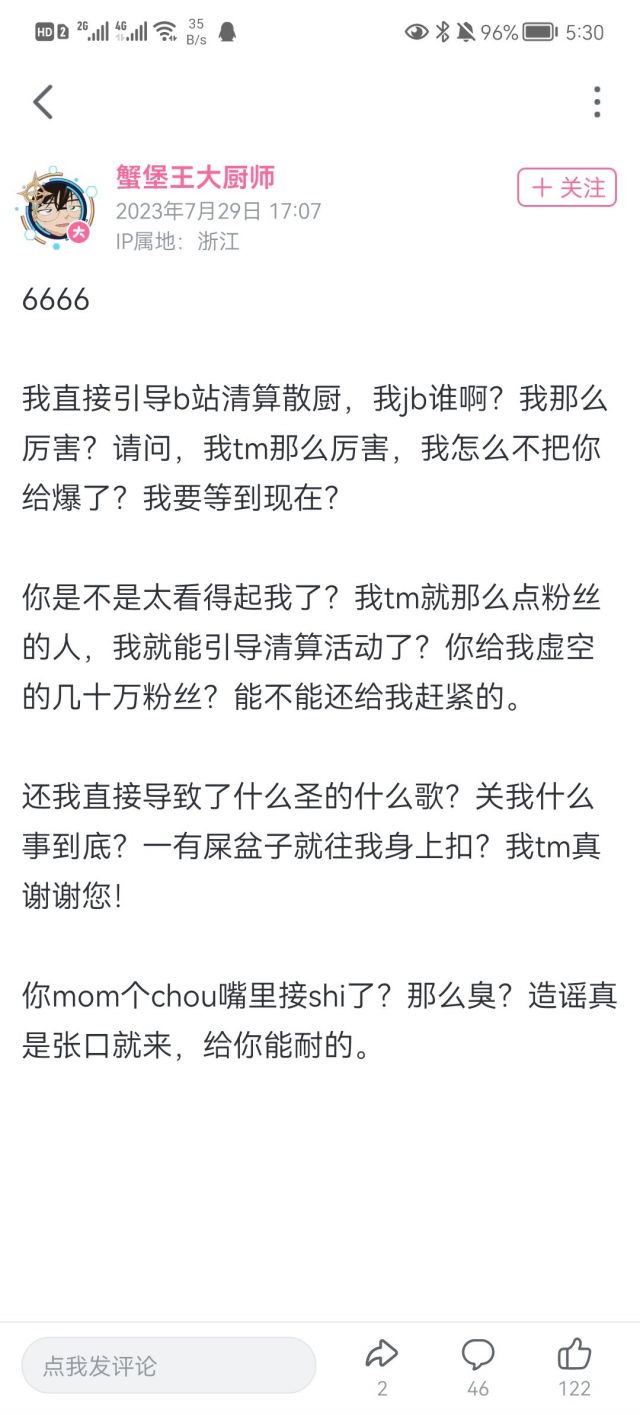 HD 2 2G 4G 35 B/s 96% 5:30
蟹堡王大厨师
2023年7月29日 17:07
IP属地：浙江
大
＋关注
6666
我直接引导b站清算散厨，我jb谁啊？我那么
厉害？请问，我tm那么厉害，我怎么不把你
给爆了？我要等到现在？
你是不是太看得起我了？我tm就那么点粉丝
的人，我就能引导清算活动了？你给我虚空
的几十万粉丝？能不能还给我赶紧的。
还我直接导致了什么圣的什么歌？关我什么
事到底？一有屎盆子就往我身上扣？我tm真
谢谢您！
你mom个chou嘴里接shi了？那么臭？造谣真
是张口就来，给你能耐的。
点我发评论
2
46
122